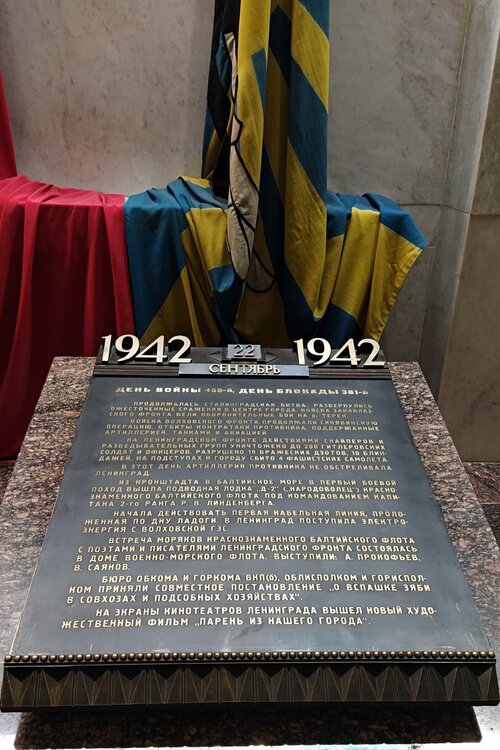 1942 22 1942
СЕНТЯБРЬ
ДЕНЬ ВОЙНЫ 459-й, ДЕНЬ БЛОКАДЫ 381-й
ПРОДОЛЖАЛАСЬ СТАЛИНГРАДСКАЯ БИТВА. РАЗВЕРНУЛИСЬ
ОЖЕСТОЧЕННЫЕ СРАЖЕНИЯ В ЦЕНТРЕ ГОРОДА. ВОЙСКА ЗАКАВКАЗ-
СКОГО ФРОНТА ВЕЛИ ОБОРОНИТЕЛЬНЫЕ БОИ НА р. ТЕРЕК.
ВОЙСКА ВОЛХОВСКОГО ФРОНТА ПРОДОЛЖАЛИ СИНЯВИНСКУЮ
ОПЕРАЦИЮ. ОТБИТЫ КОНТРАТАКИ ПРОТИВНИКА, ПОДДЕРЖАННЫЕ
АРТИЛЛЕРИЕЙ, ТАНКАМИ И АВИАЦИЕЙ.
НА ЛЕНИНГРАДСКОМ ФРОНТЕ ДЕЙСТВИЯМИ СНАЙПЕРОВ И
РАЗВЕДЫВАТЕЛЬНЫХ ГРУПП УНИЧТОЖЕНО ДО 200 ГИТЛЕРОВСКИХ
СОЛДАТ И ОФИЦЕРОВ. РАЗРУШЕНО 19 ВРАЖЕСКИХ ДЗОТОВ, 10 БЛИН-
ДАЖЕЙ. НА ПОДСТУПАХ К ГОРОДУ СБИТО 4 ФАШИСТСКИХ САМОЛЕТА.
В ЭТОТ ДЕНЬ АРТИЛЛЕРИЯ ПРОТИВНИКА НЕ ОБСТРЕЛИВАЛА
ЛЕНИНГРАД.
ИЗ КРОНШТАДТА В БАЛТИЙСКОЕ МОРЕ В ПЕРВЫЙ БОЕВОЙ
ПОХОД ВЫШЛА ПОДВОДНАЯ ЛОДКА „Д-2" („НАРОДОВОЛЕЦ") КРАСНО-
ЗНАМЕННОГО БАЛТИЙСКОГО ФЛОТА ПОД КОМАНДОВАНИЕМ КАПИ-
ТАНА 2-го РАНГА Р. В. ЛИНДЕНБЕРГА.
НАЧАЛА ДЕЙСТВОВАТЬ ПЕРВАЯ КАБЕЛЬНАЯ ЛИНИЯ, ПРОЛО-
ЖЕННАЯ ПО ДНУ ЛАДОГИ. В ЛЕНИНГРАД ПОСТУПИЛА ЭЛЕКТРО-
ЭНЕРГИЯ С ВОЛХОВСКОЙ ГЭС.
ВСТРЕЧА МОРЯКОВ КРАСНОЗНАМЕННОГО БАЛТИЙСКОГО ФЛОТА
С ПОЭТАМИ И ПИСАТЕЛЯМИ ЛЕНИНГРАДСКОГО ФРОНТА СОСТОЯЛАСЬ
В ДОМЕ ВОЕННО-МОРСКОГО ФЛОТА. ВЫСТУПИЛИ: А. ПРОКОФЬЕВ,
В. САЯНОВ.
БЮРО ОБКОМА И ГОРКОМА ВКП(б), ОБЛИСПОЛКОМ И ГОРИСПОЛ-
КОМ ПРИНЯЛИ СОВМЕСТНОЕ ПОСТАНОВЛЕНИЕ „О ВСПАШКЕ ЗЯБИ
В СОВХОЗАХ И ПОДСОБНЫХ ХОЗЯЙСТВАХ".
НА ЭКРАНЫ КИНОТЕАТРОВ ЛЕНИНГРАДА ВЫШЕЛ НОВЫЙ ХУДО-
ЖЕСТВЕННЫЙ ФИЛЬМ „ПАРЕНЬ ИЗ НАШЕГО ГОРОДА".